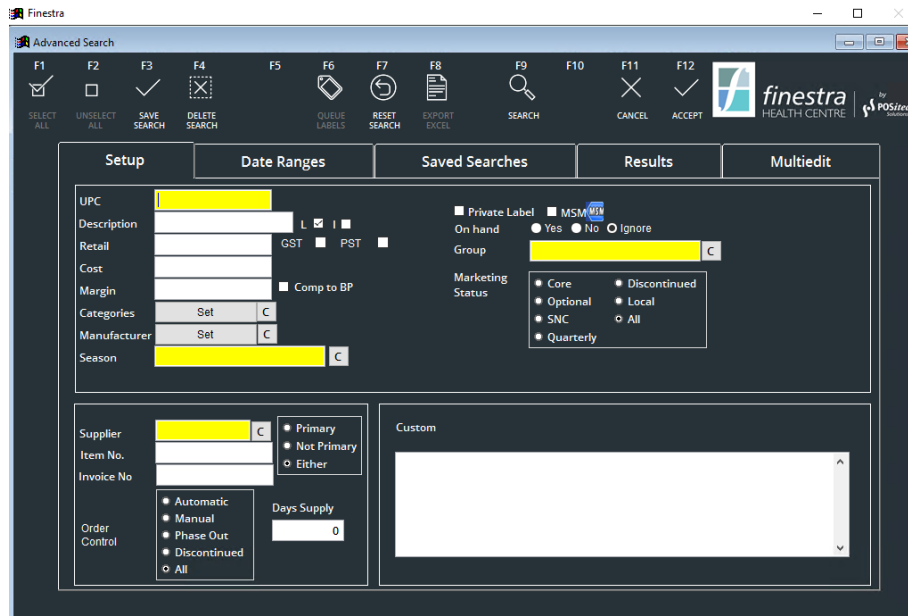 Finestra
Advanced Search
F1 F2 F3 F4 F5 F6 F7 F8 F9 F10 F11 F12
SELECT ALL
UNSELECT ALL
SAVE SEARCH
DELETE SEARCH
QUEUE LABELS
RESET SEARCH
EXPORT EXCEL
SEARCH
CANCEL
ACCEPT
finestra
HEALTH CENTRE
by
POSitec
Solutions
Setup Date Ranges Saved Searches Results Multiedit
UPC
Description L I
Retail GST PST
Cost
Margin Comp to BP
Categories Set C
Manufacturer Set C
Season C
Private Label MSM MSM
On hand Yes No Ignore
Group C
Marketing Status
Core Discontinued
Optional Local
SNC All
Quarterly
Supplier C
Item No.
Invoice No
Primary
Not Primary
Either
Order Control
Automatic
Manual
Phase Out
Discontinued
All
Days Supply
0
Custom